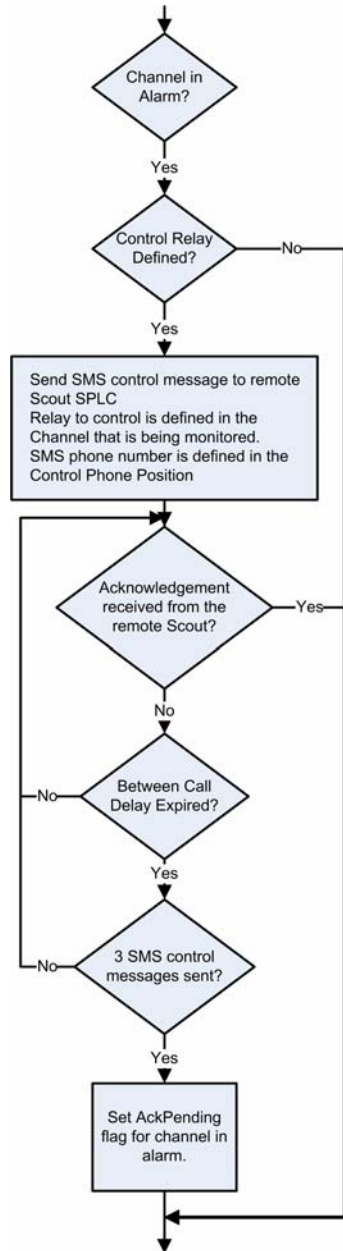 Channel in
Alarm?
Yes
Control Relay
Defined?
No
Yes
Send SMS control message to remote
Scout SPLC
Relay to control is defined in the
Channel that is being monitored.
SMS phone number is defined in the
Control Phone Position
Acknowledgement
received from the
remote Scout?
Yes
No
Between Call
Delay Expired?
No
Yes
3 SMS control
messages sent?
No
Yes
Set AckPending
flag for channel in
alarm.